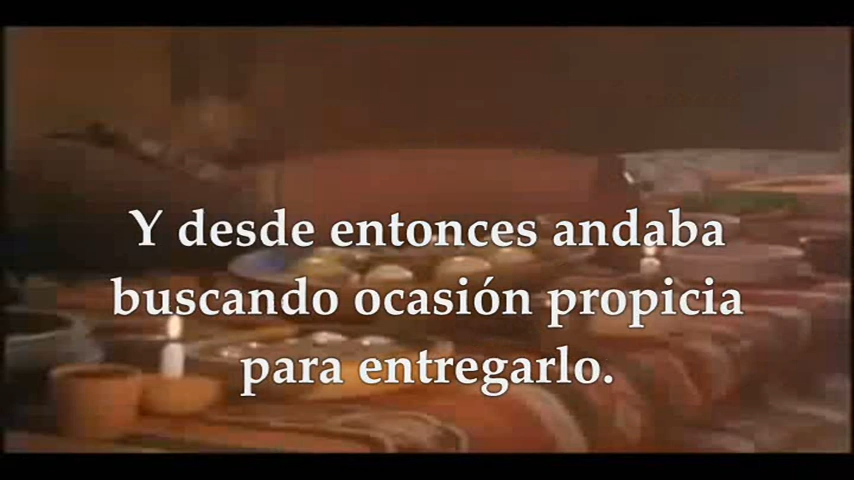 Y desde entonces andaba
buscando ocasión propicia
para entregarlo.